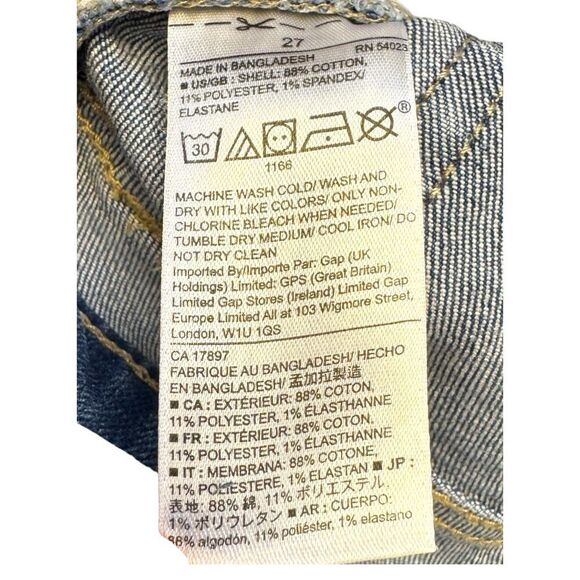 27
MADE IN BANGLADESH RN 54023
■ US/GB : SHELL: 88% COTTON,
11% POLYESTER, 1% SPANDEX/
ELASTANE
30
®
1166
MACHINE WASH COLD/ WASH AND
DRY WITH LIKE COLORS/ ONLY NON-
CHLORINE BLEACH WHEN NEEDED/
TUMBLE DRY MEDIUM/ COOL IRON/ DO
NOT DRY CLEAN
Imported By/Importe Par: Gap (UK
Holdings) Limited: GPS (Great Britain)
Limited Gap Stores (Ireland) Limited Gap
Europe Limited All at 103 Wigmore Street,
London, W1U 1QS
CA 17897
FABRIQUE AU BANGLADESH/ HECHO
EN BANGLADESH/ 孟加拉製造
■ CA : EXTÉRIEUR: 88% COTON,
11% POLYESTER, 1% ÉLASTHANNE
■ FR : EXTÉRIEUR: 88% COTON,
11% POLYESTER, 1% ÉLASTHANNE
■ IT : MEMBRANA: 88% COTONE,
11% POLIESTERE, 1% ELASTAN ■ JP :
表地: 88% 綿, 11% ポリエステル,
1% ポリウレタン ■ AR : CUERPO:
88% algodón, 11% poliéster, 1% elastano